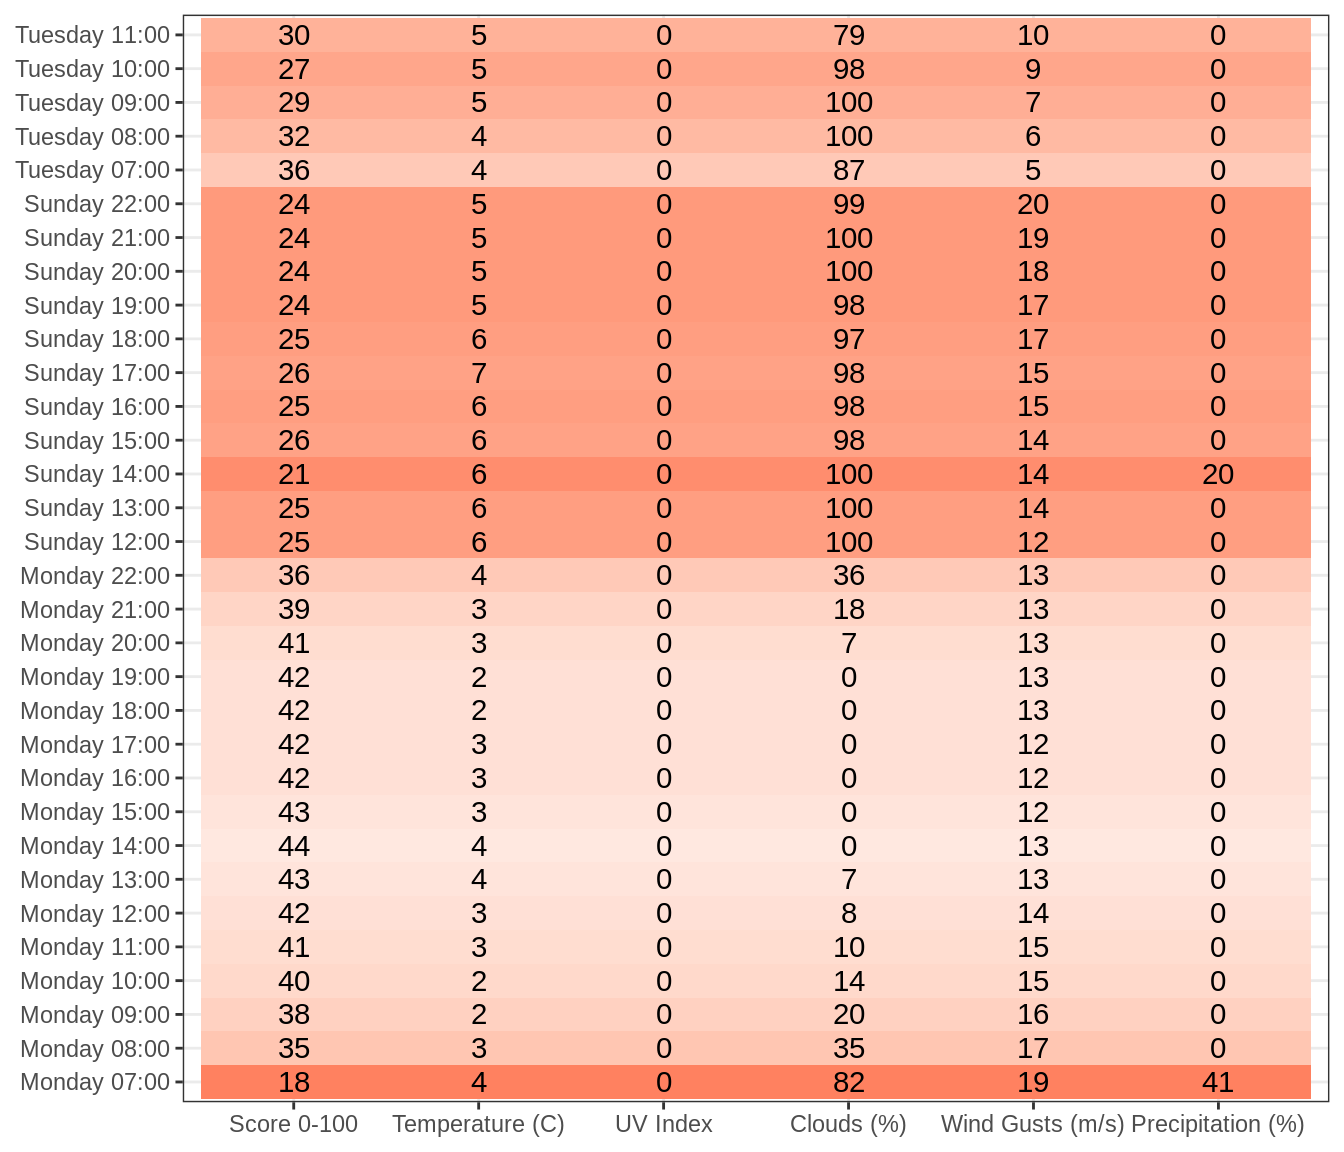 Tuesday 11:00 30 5 0 79 10 0
Tuesday 10:00 27 5 0 98 9 0
Tuesday 09:00 29 5 0 100 7 0
Tuesday 08:00 32 4 0 100 6 0
Tuesday 07:00 36 4 0 87 5 0
Sunday 22:00 24 5 0 99 20 0
Sunday 21:00 24 5 0 100 19 0
Sunday 20:00 24 5 0 100 18 0
Sunday 19:00 24 5 0 98 17 0
Sunday 18:00 25 6 0 97 17 0
Sunday 17:00 26 7 0 98 15 0
Sunday 16:00 25 6 0 98 15 0
Sunday 15:00 26 6 0 98 14 0
Sunday 14:00 21 6 0 100 14 20
Sunday 13:00 25 6 0 100 14 0
Sunday 12:00 25 6 0 100 12 0
Monday 22:00 36 4 0 36 13 0
Monday 21:00 39 3 0 18 13 0
Monday 20:00 41 3 0 7 13 0
Monday 19:00 42 2 0 0 13 0
Monday 18:00 42 2 0 0 13 0
Monday 17:00 42 3 0 0 12 0
Monday 16:00 42 3 0 0 12 0
Monday 15:00 43 3 0 0 12 0
Monday 14:00 44 4 0 0 13 0
Monday 13:00 43 4 0 7 13 0
Monday 12:00 42 3 0 8 14 0
Monday 11:00 41 3 0 10 15 0
Monday 10:00 40 2 0 14 15 0
Monday 09:00 38 2 0 20 16 0
Monday 08:00 35 3 0 35 17 0
Monday 07:00 18 4 0 82 19 41
Score 0-100 Temperature (C) UV Index Clouds (%) Wind Gusts (m/s) Precipitation (%)